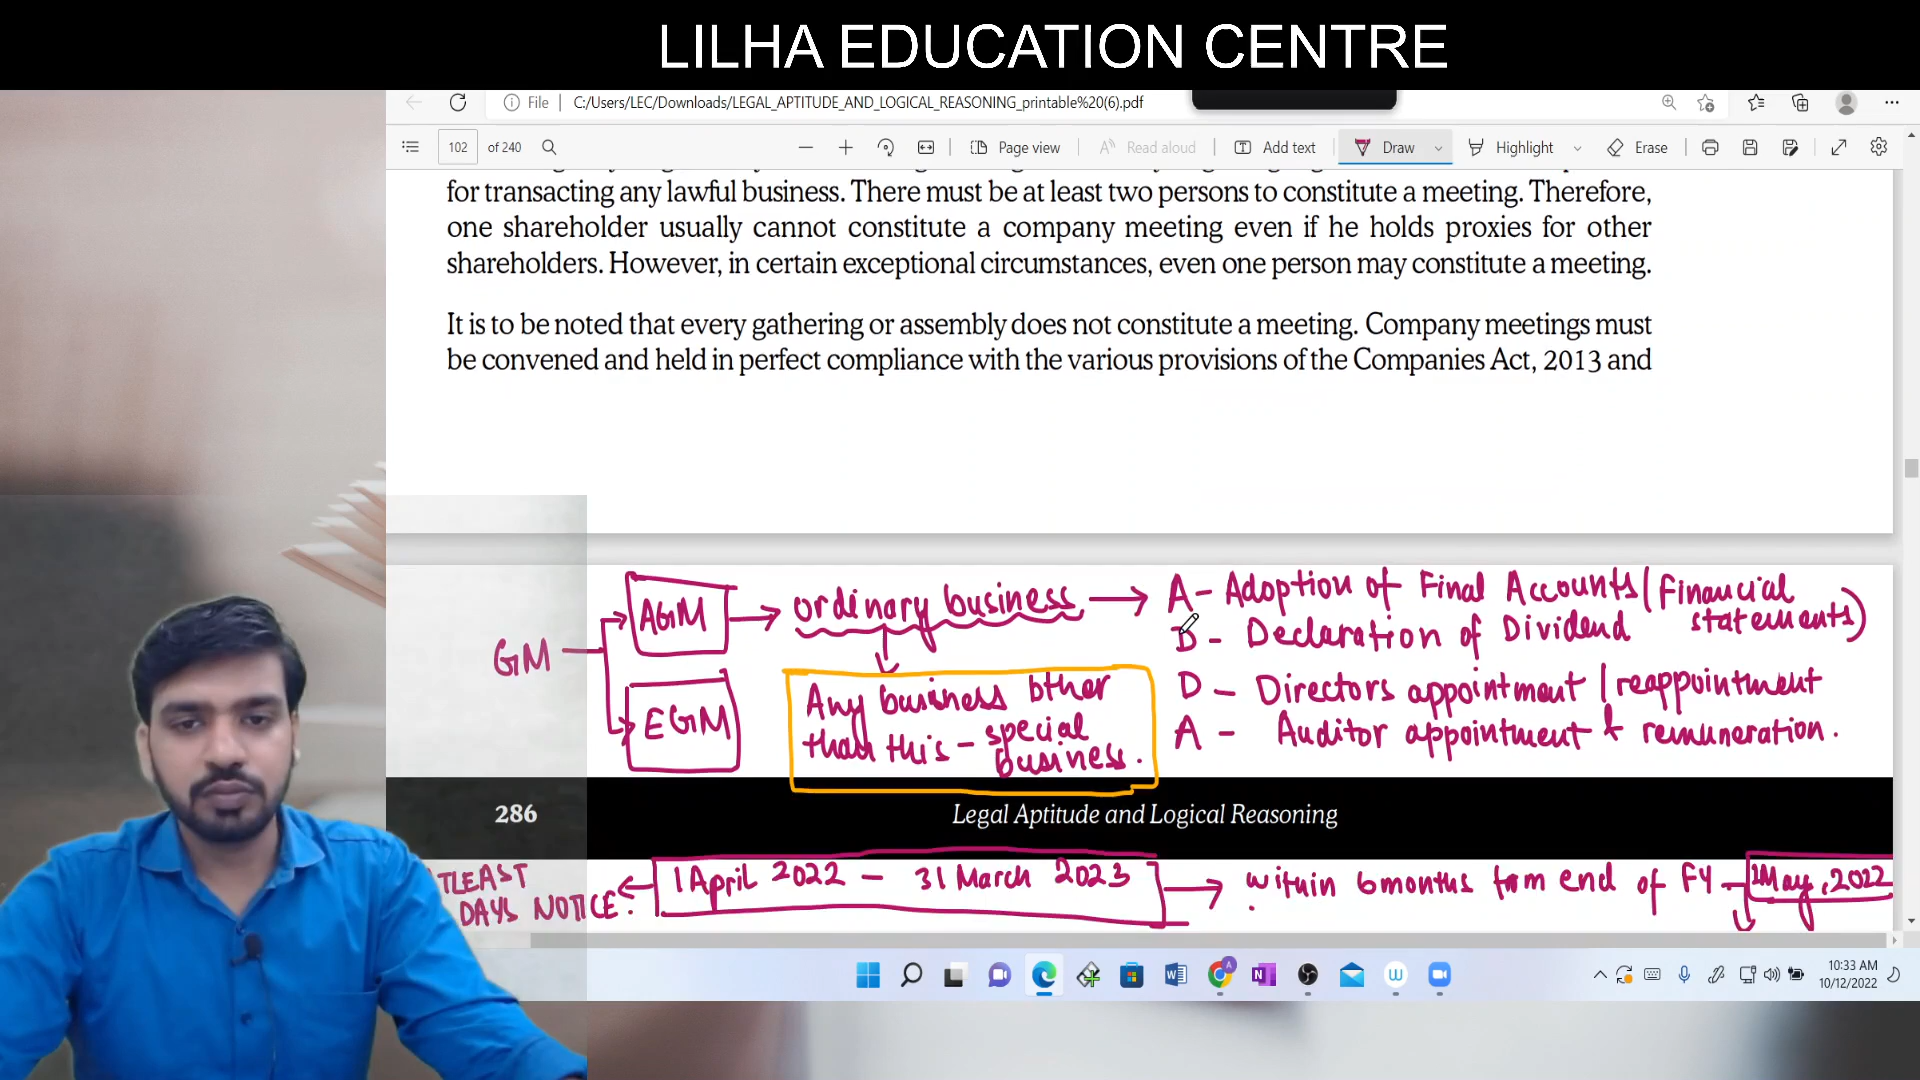 LILHA EDUCATION CENTRE
File
C:/Users/LEC/Downloads/LEGAL_APTITUDE_AND_LOGICAL_REASONING_printable%20(6).pdf
102 of 240
Page view
Read aloud
Add text
Draw
Highlight
Erase
for transacting any lawful business. There must be at least two persons to constitute a meeting. Therefore,
one shareholder usually cannot constitute a company meeting even if he holds proxies for other
shareholders. However, in certain exceptional circumstances, even one person may constitute a meeting.
It is to be noted that every gathering or assembly does not constitute a meeting. Company meetings must
be convened and held in perfect compliance with the various provisions of the Companies Act, 2013 and
GM
AGM
EGM
ordinary business
Any business other
than this - special
business.
A - Adoption of Final Accounts (Financial
statements)
D - Declaration of Dividend
D - Directors appointment / reappointment
A - Auditor appointment & remuneration.
286
Legal Aptitude and Logical Reasoning
TLEAST
DAYS NOTICE
1 April 2022 - 31 March 2023
within 6 months from end of FY - May, 2022
10:33 AM
10/12/2022